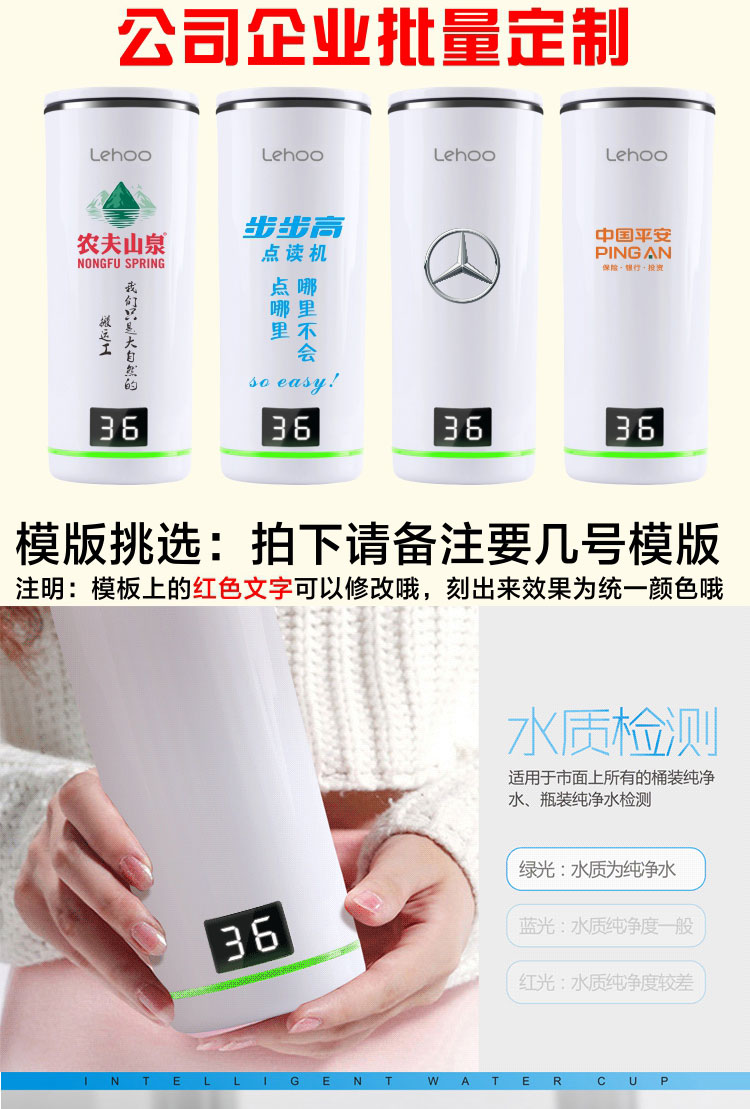 公司企业批量定制
Lehoo
农夫山泉
NONGFU SPRING
我们只是大自然的
搬运工
36
Lehoo
步步高
点读机
哪里不会
点哪里
so easy!
36
Lehoo
36
Lehoo
中国平安
PING AN
保险·银行·投资
36
模版挑选：拍下请备注要几号模版
注明：模板上的红色文字可以修改哦，刻出来效果为统一颜色哦
36
水质检测
适用于市面上所有的桶装纯净
水、瓶装纯净水检测
绿光：水质为纯净水
蓝光：水质纯净度一般
红光：水质纯净度较差
INTELLIGENT WATER CUP